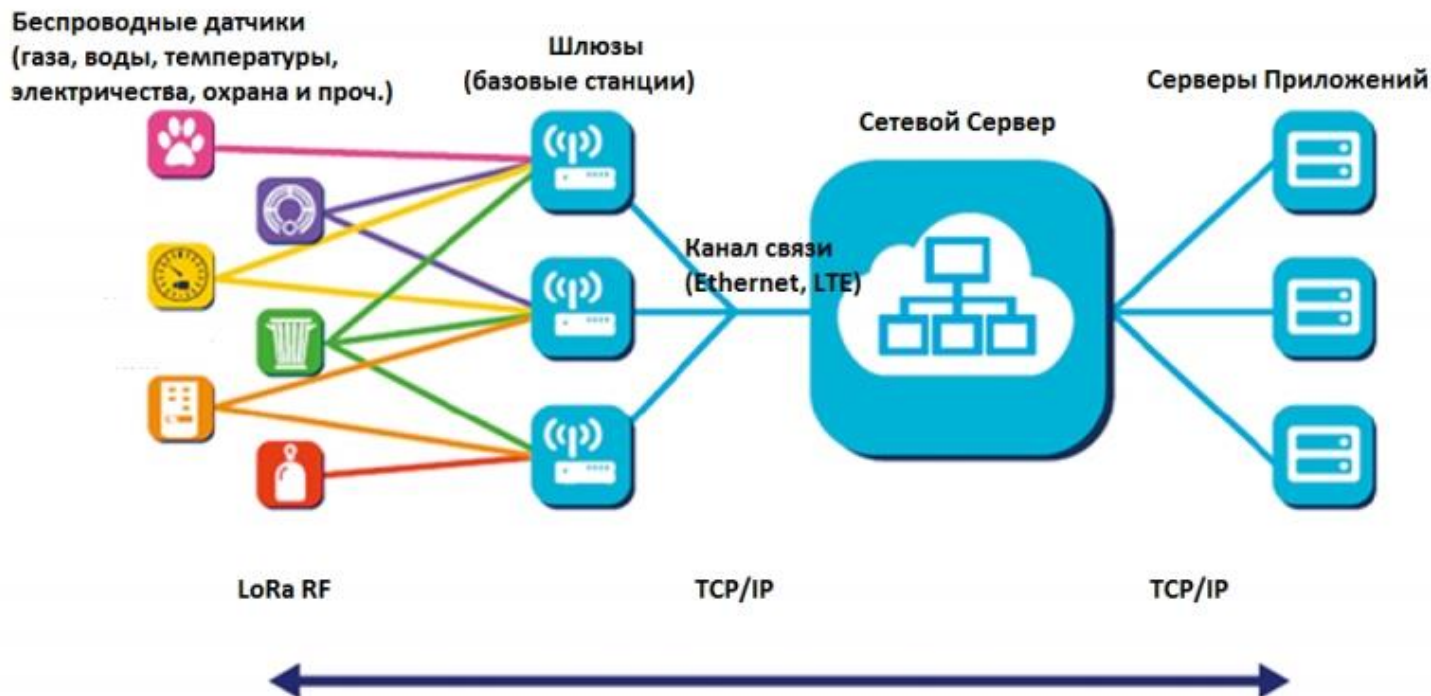 Беспроводные датчики
(газа, воды, температуры,
электричества, охрана и проч.)
Шлюзы
(базовые станции)
Сетевой Сервер
Серверы Приложений
Канал связи
(Ethernet, LTE)
LoRa RF
TCP/IP
TCP/IP